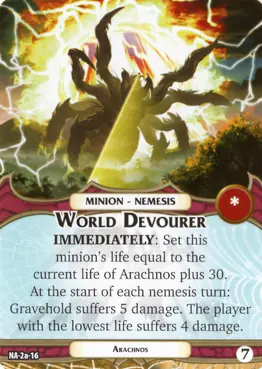 MINION - NEMESIS
*
WORLD DEVOURER
IMMEDIATELY: Set this
minion's life equal to the
current life of Arachnos plus 30.
At the start of each nemesis turn:
Gravehold suffers 5 damage. The player
with the lowest life suffers 4 damage.
NA-2a-16
ARACHNOS
7